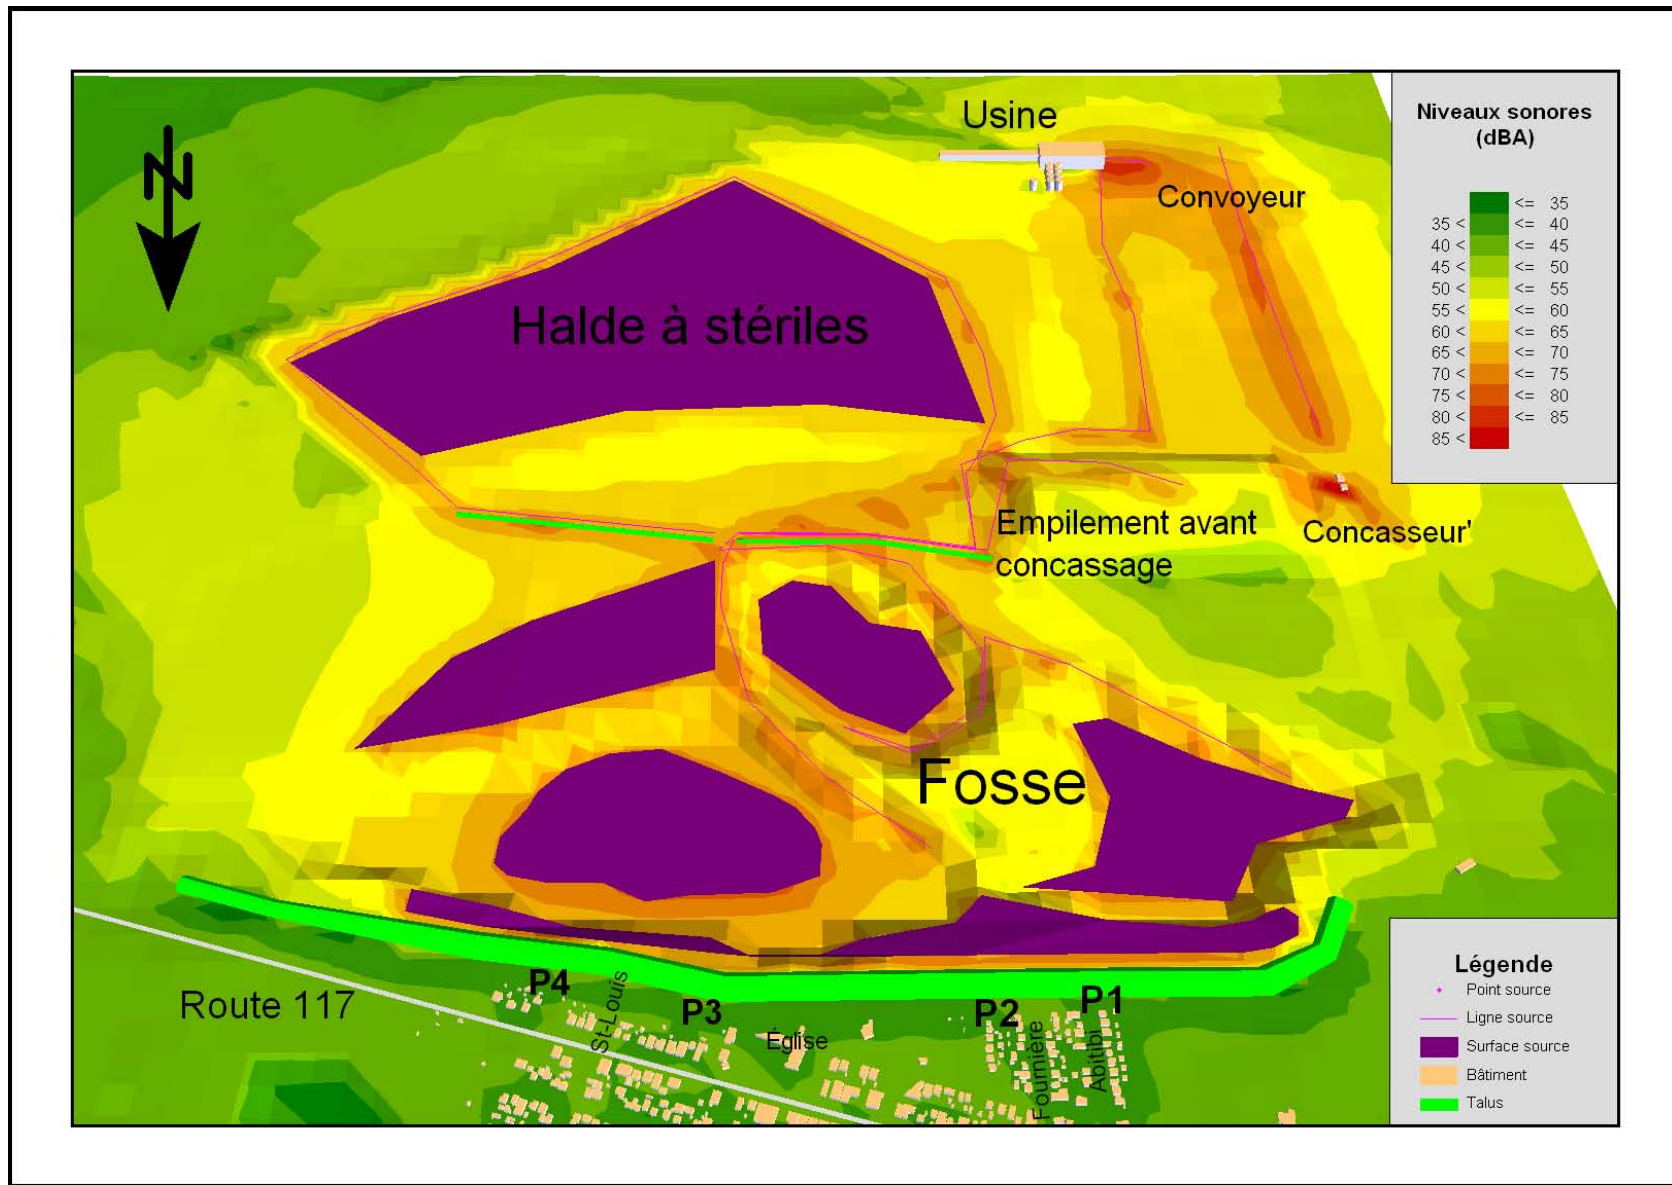 Niveaux sonores
(dBA)
<= 35
35 < <= 40
40 < <= 45
45 < <= 50
50 < <= 55
55 < <= 60
60 < <= 65
65 < <= 70
70 < <= 75
75 < <= 80
80 < <= 85
85 <
N
Usine
Convoyeur
Halde à stériles
Empilement avant
concassage
Concasseur'
Fosse
Route 117
P4
St-Louis
P3
Église
P2
Fournière
P1
Abitibi
Légende
Point source
Ligne source
Surface source
Bâtiment
Talus